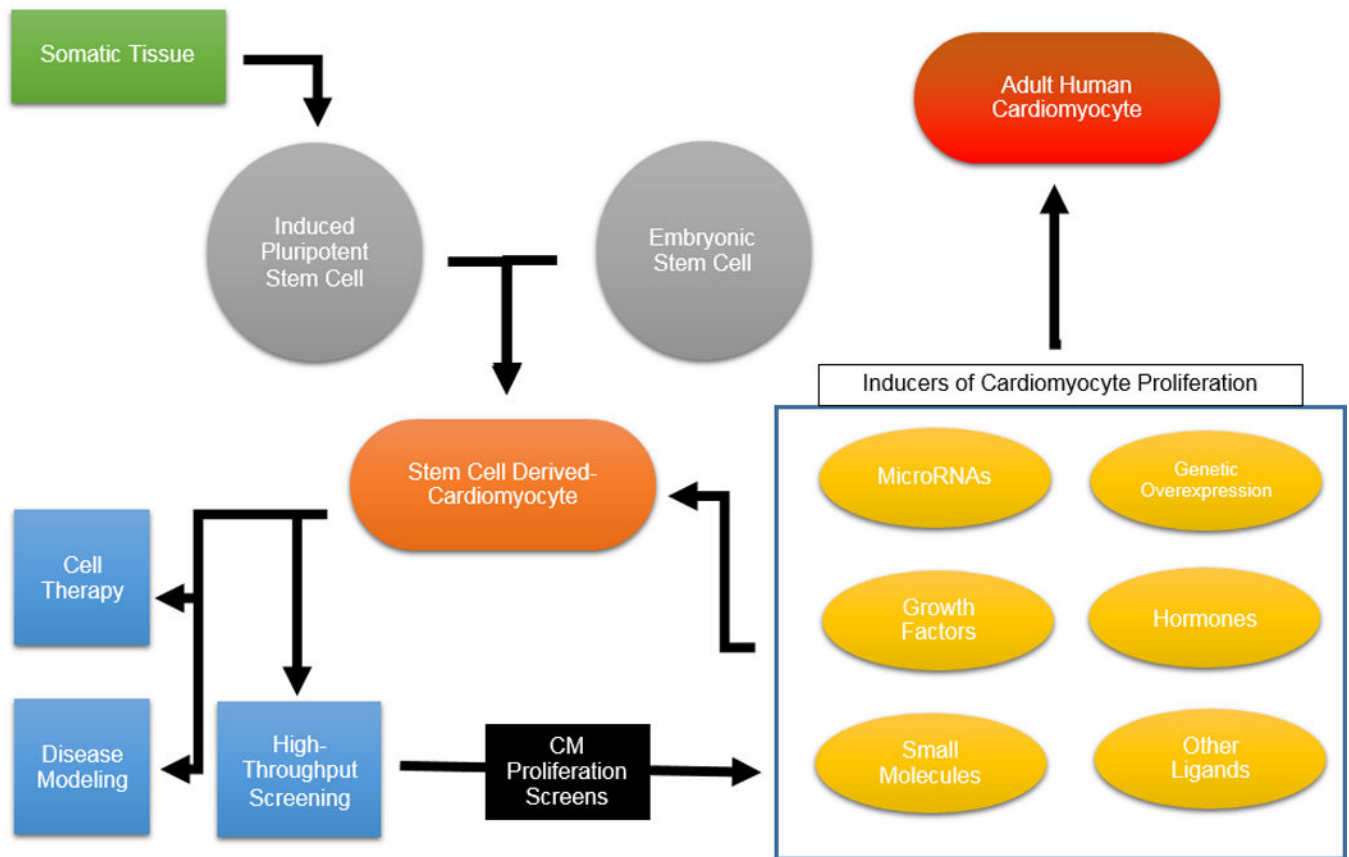 Somatic Tissue
Adult Human
Cardiomyocyte
Induced
Pluripotent
Stem Cell
Embryonic
Stem Cell
Inducers of Cardiomyocyte Proliferation
Stem Cell Derived-
Cardiomyocyte
MicroRNAs
Genetic
Overexpression
Cell
Therapy
Growth
Factors
Hormones
Disease
Modeling
High-
Throughput
Screening
CM
Proliferation
Screens
Small
Molecules
Other
Ligands